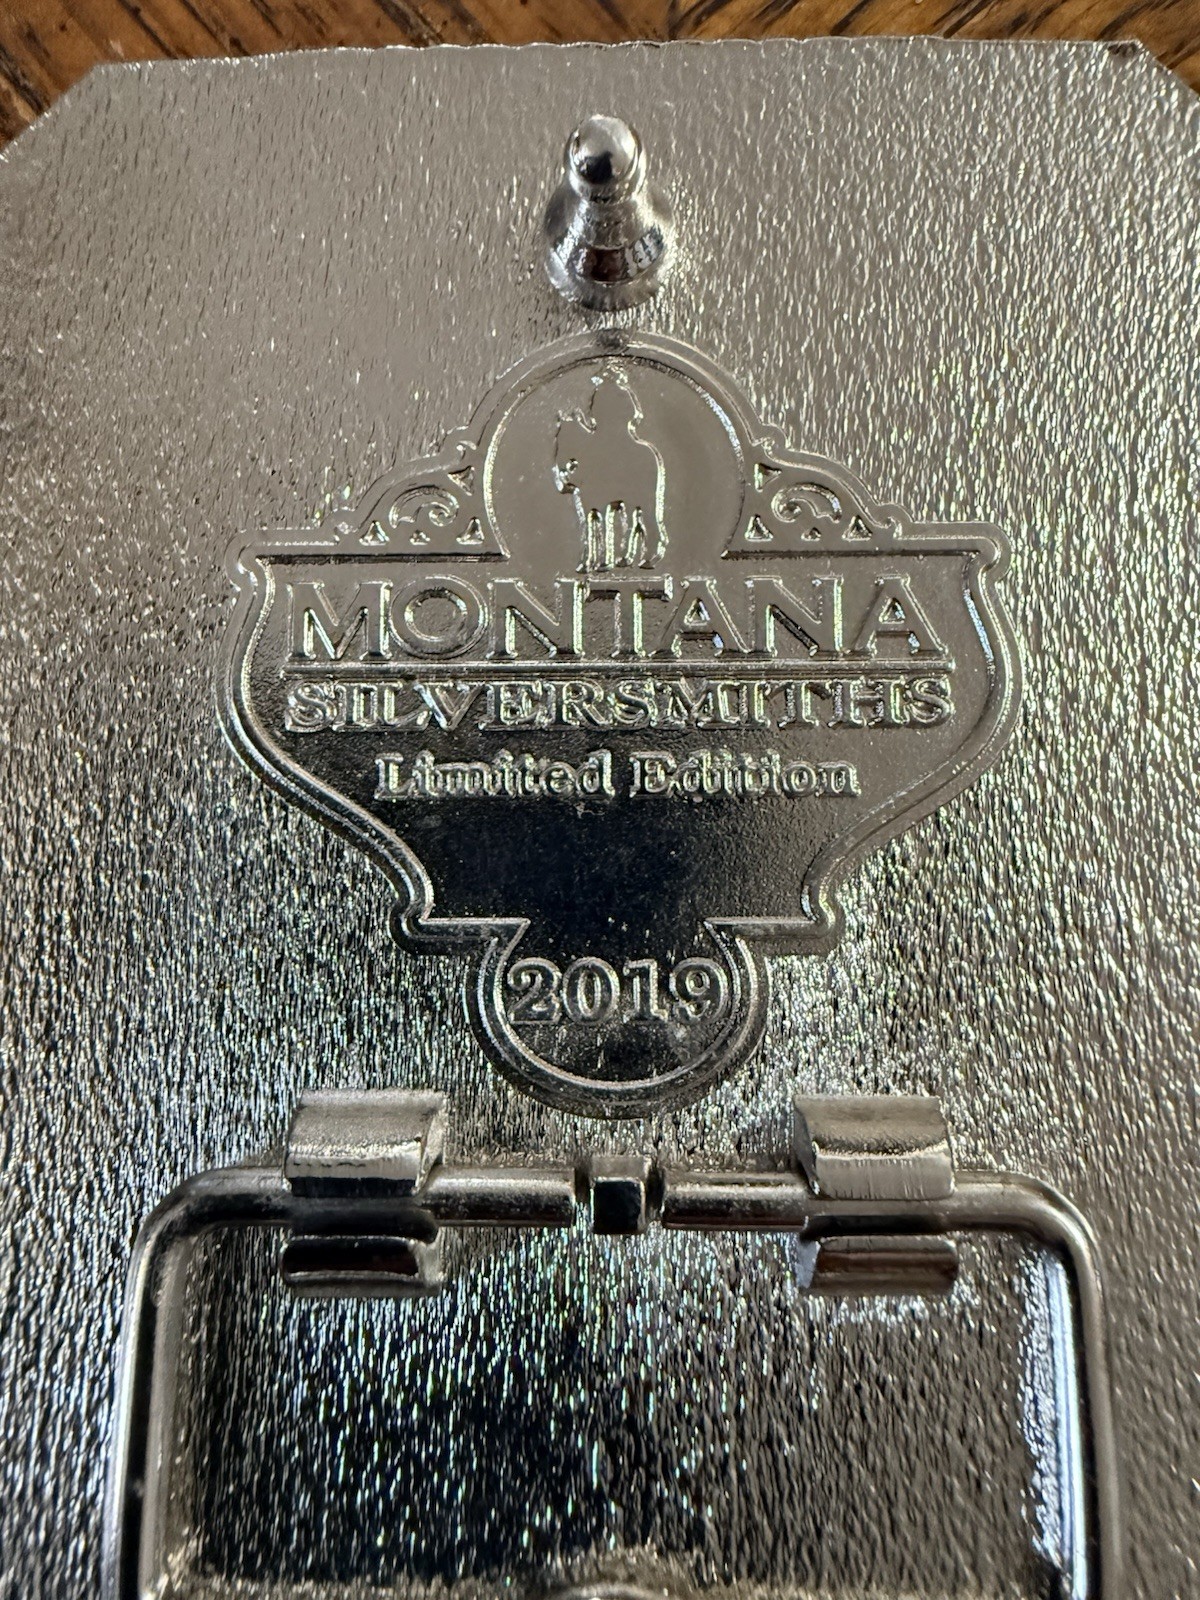 MONTANA
SILVERSMITHS
Limited Edition
2019